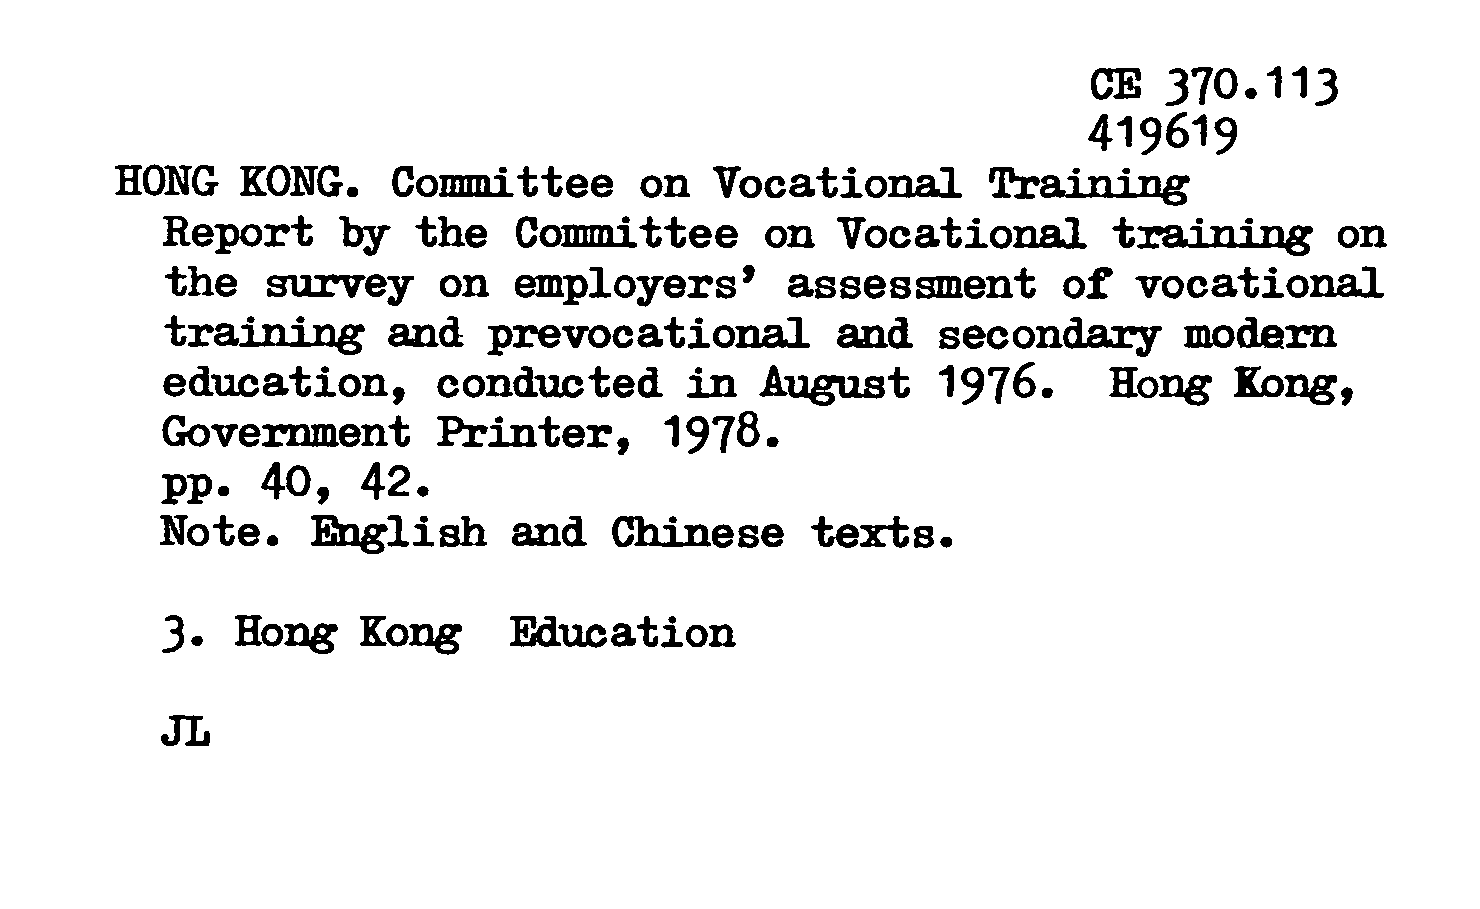 CE 370.113
419619
HONG KONG. Committee on Vocational Training
Report by the Committee on Vocational training on
the survey on employers' assessment of vocational
training and prevocational and secondary modern
education, conducted in August 1976. Hong Kong,
Government Printer, 1978.
pp. 40, 42.
Note. English and Chinese texts.
3. Hong Kong Education
JL